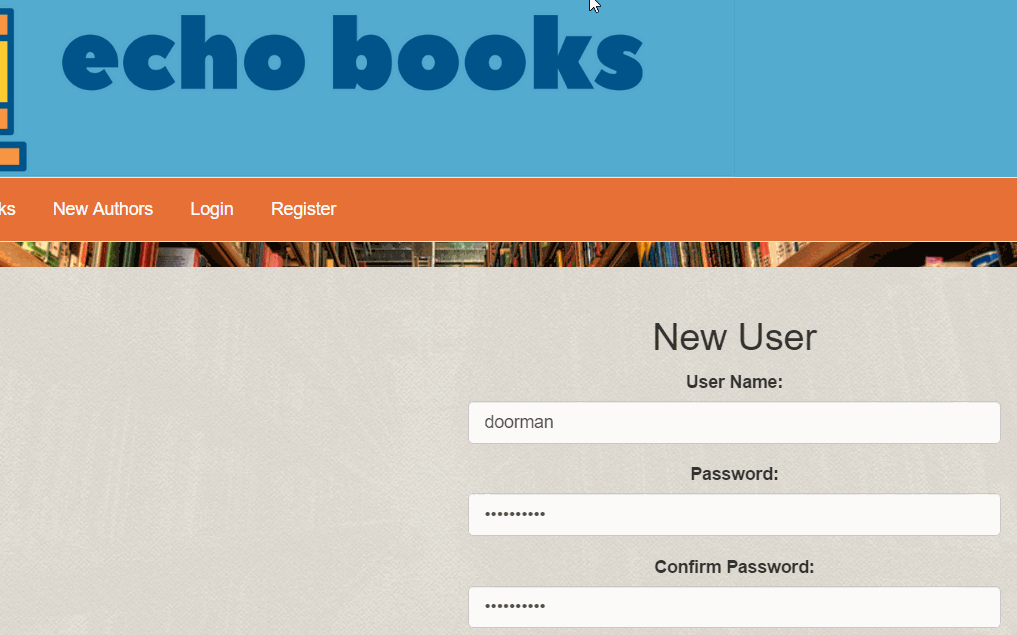 echo books
ks New Authors Login Register
New User
User Name:
doorman
Password:
••••••••••
Confirm Password:
••••••••••